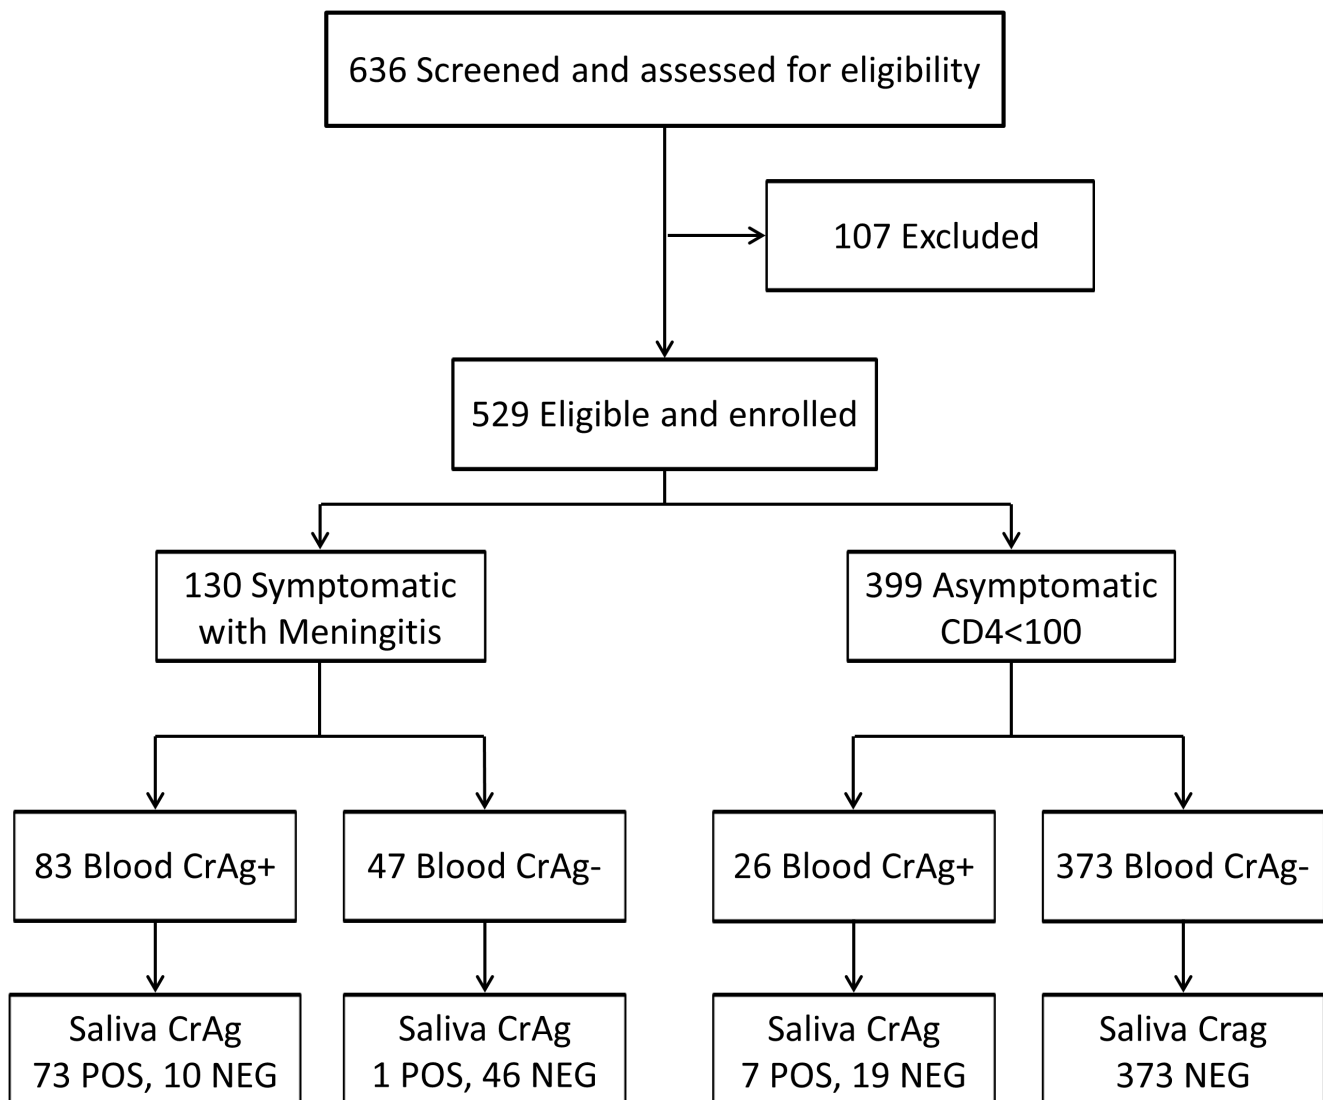 636 Screened and assessed for eligibility
107 Excluded
529 Eligible and enrolled
130 Symptomatic
with Meningitis
399 Asymptomatic
CD4<100
83 Blood CrAg+
47 Blood CrAg-
26 Blood CrAg+
373 Blood CrAg-
Saliva CrAg
73 POS, 10 NEG
Saliva CrAg
1 POS, 46 NEG
Saliva CrAg
7 POS, 19 NEG
Saliva Crag
373 NEG